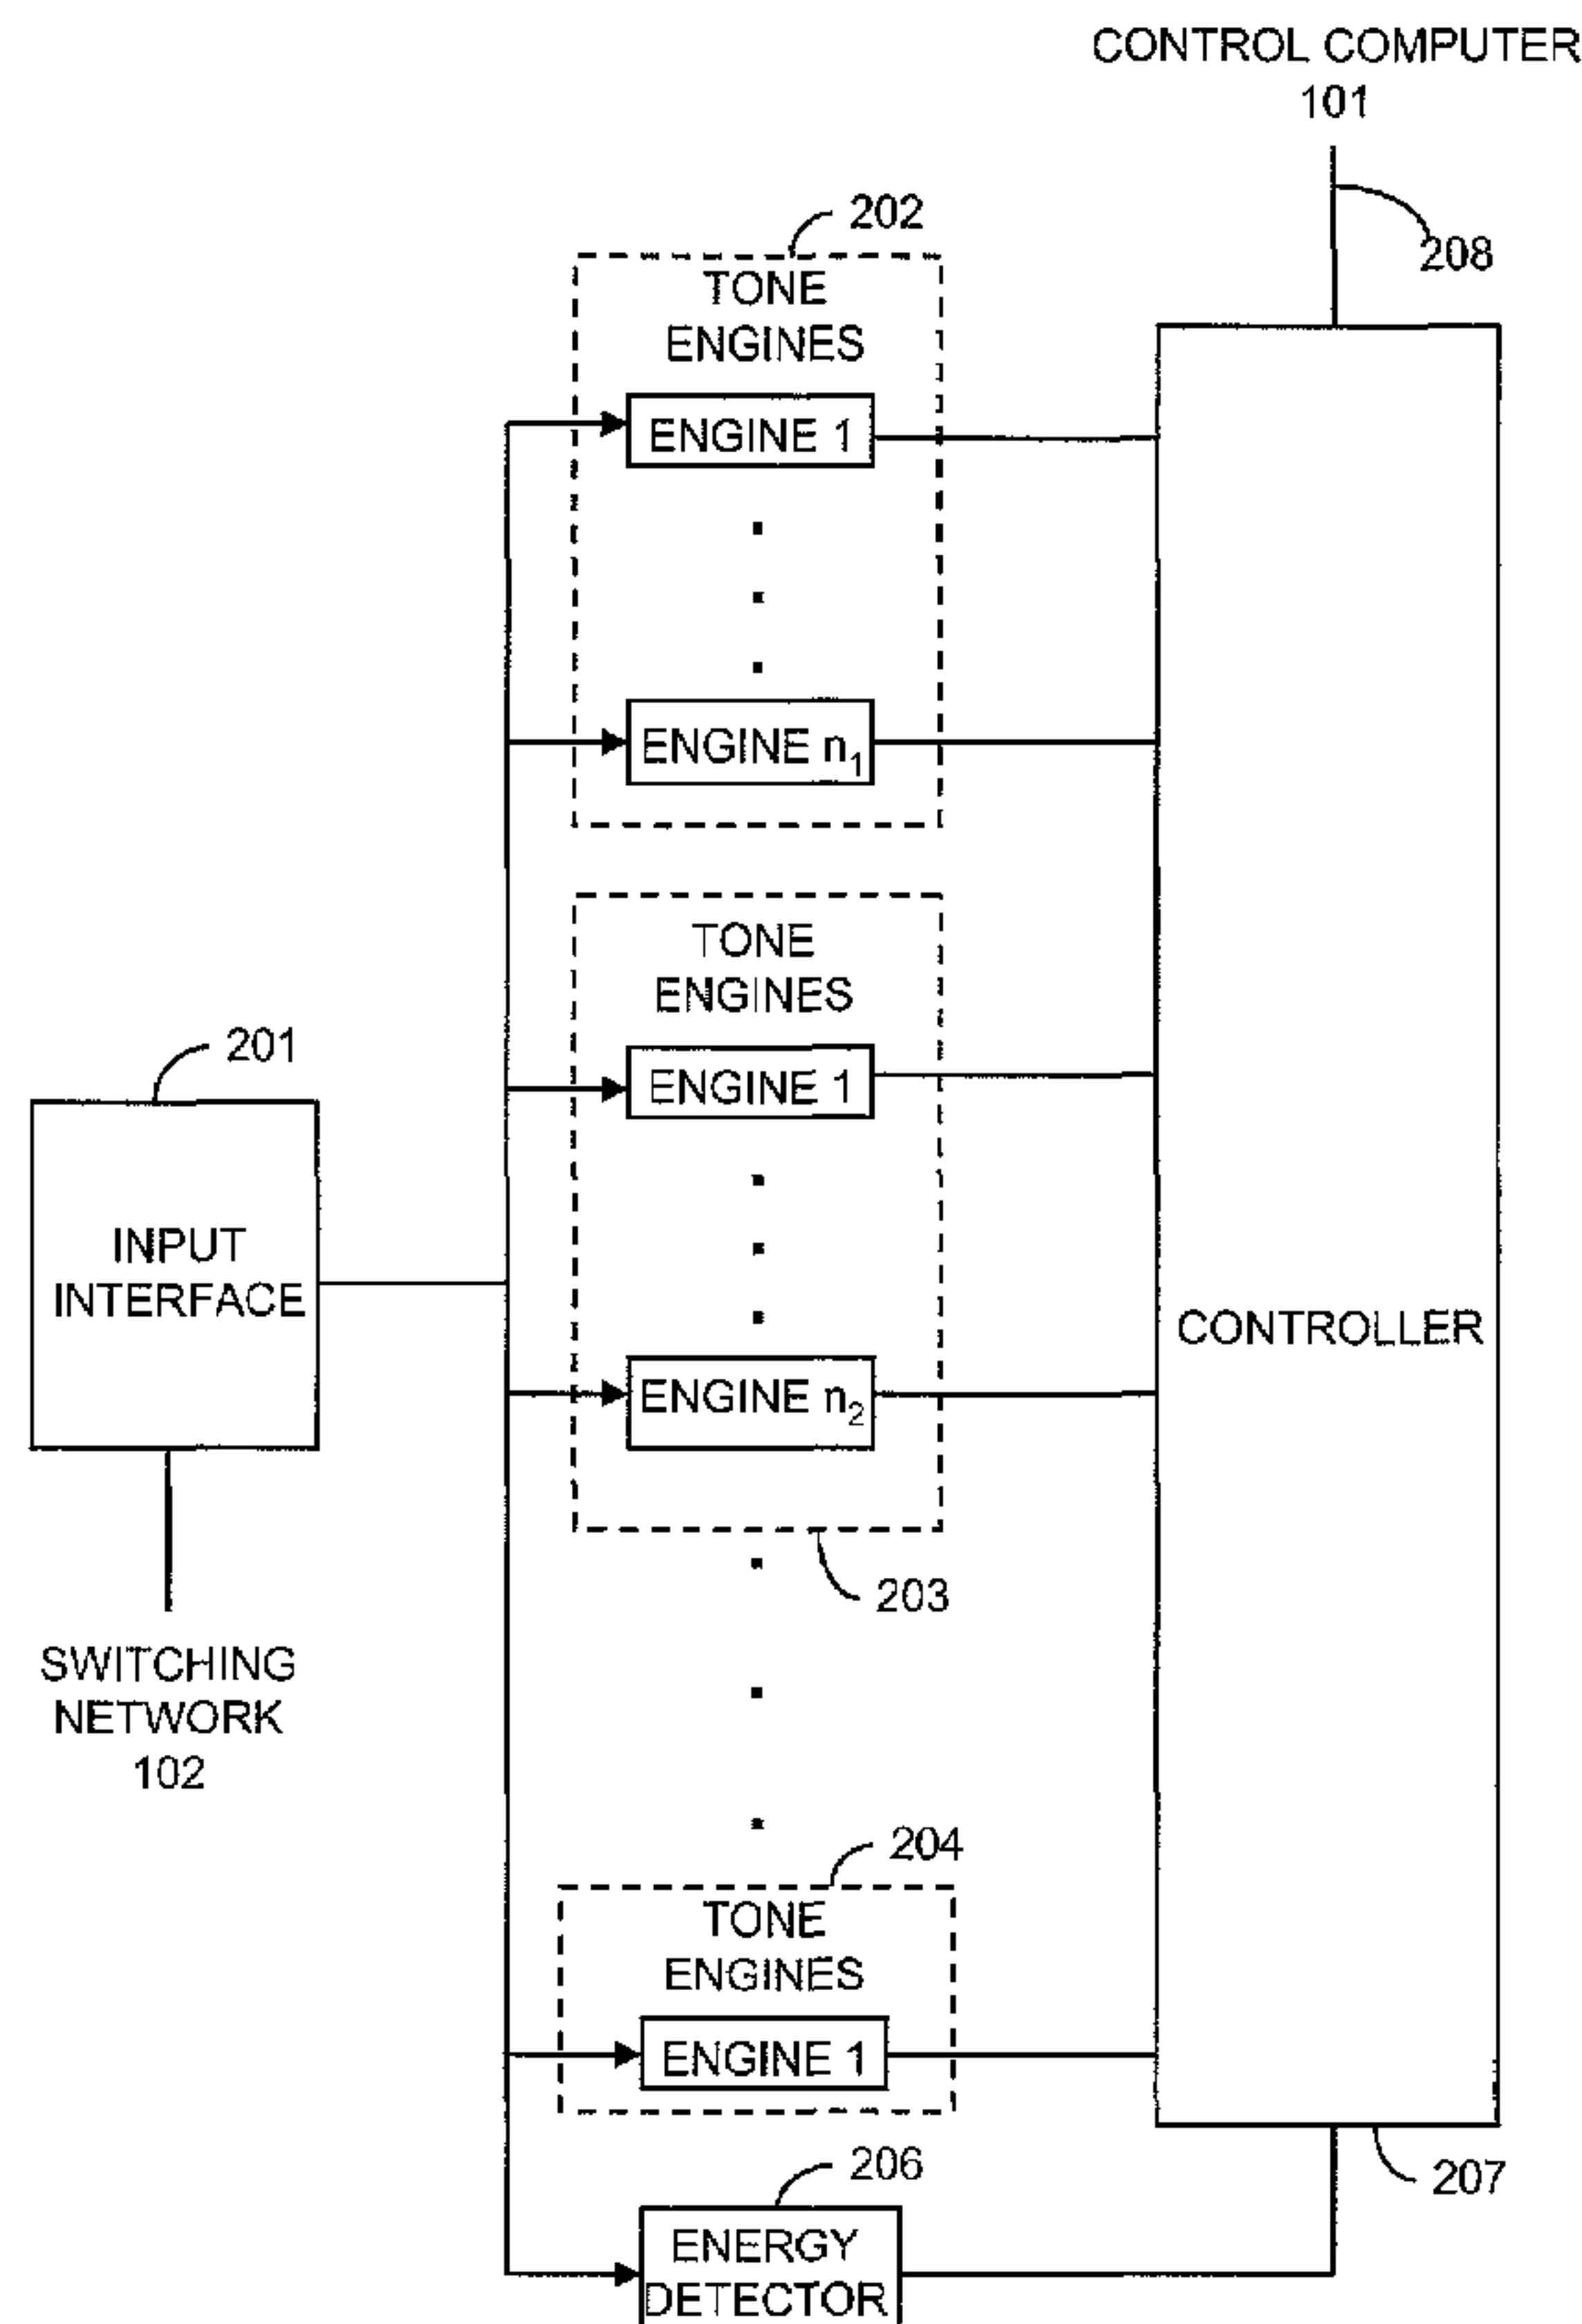 CONTROL COMPUTER
101
208
202
TONE
ENGINES
ENGINE 1
ENGINE n₁
TONE
ENGINES
ENGINE 1
ENGINE n₂
203
201
INPUT
INTERFACE
SWITCHING
NETWORK
102
CONTROLLER
204
TONE
ENGINES
ENGINE 1
207
206
ENERGY
DETECTOR